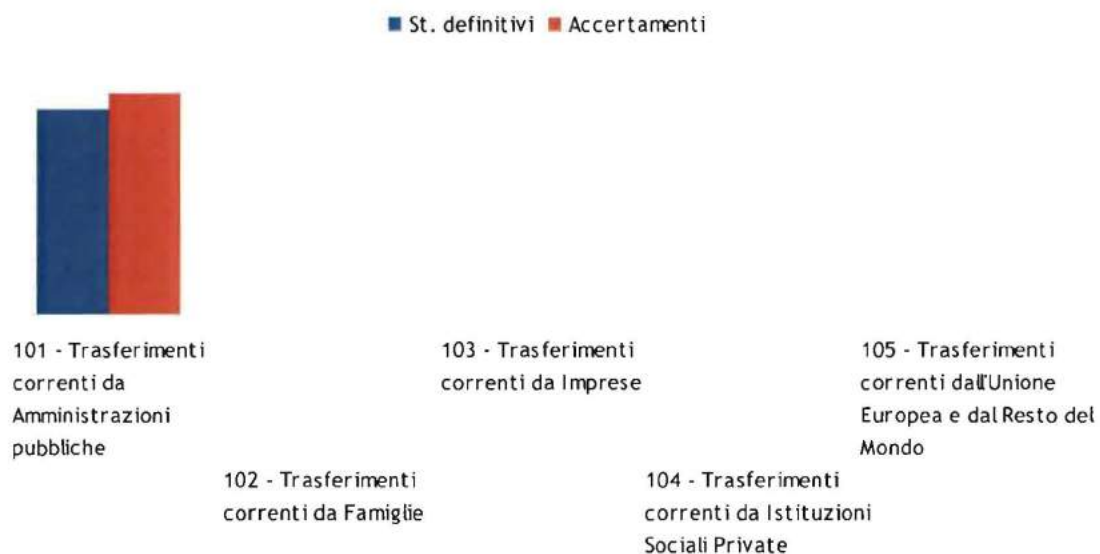 St. definitivi Accertamenti
101 - Trasferimenti
correnti da
Amministrazioni
pubbliche
102 - Trasferimenti
correnti da Famiglie
103 - Trasferimenti
correnti da Imprese
104 - Trasferimenti
correnti da Istituzioni
Sociali Private
105 - Trasferimenti
correnti dall'Unione
Europea e dal Resto del
Mondo